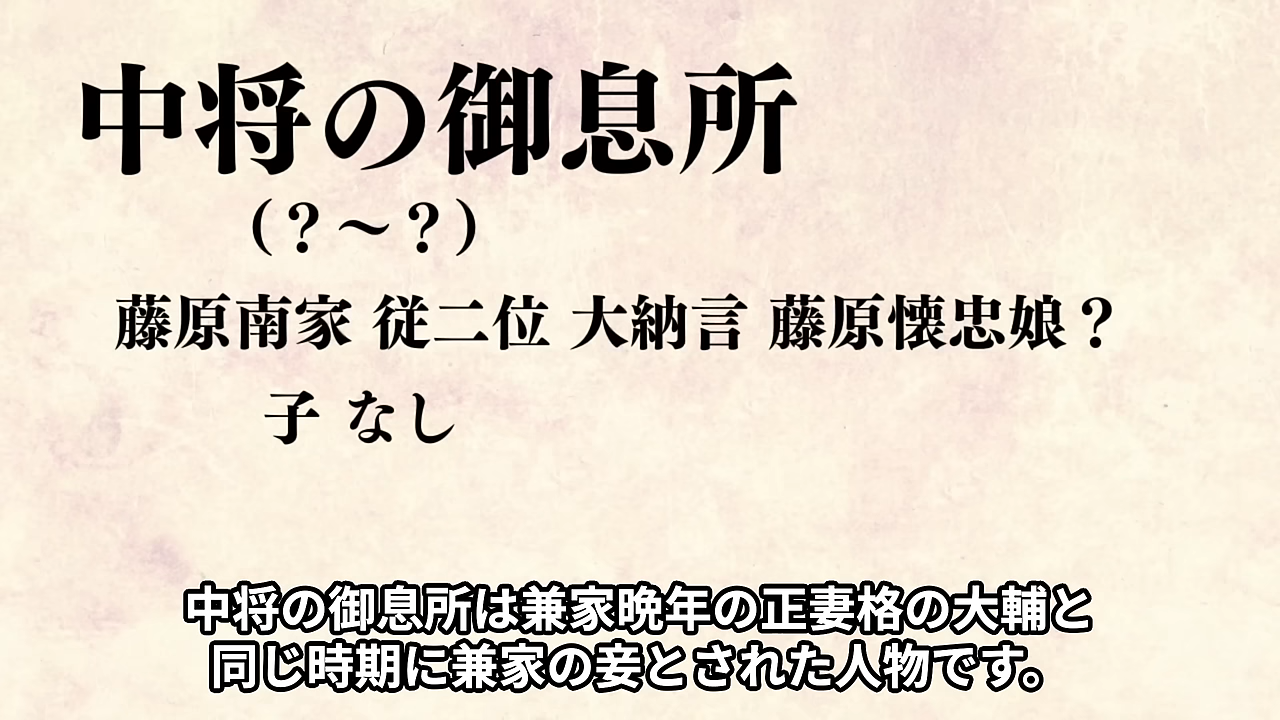 中将の御息所
（？～？）
藤原南家 従二位 大納言 藤原懐忠娘？
子 なし
中将の御息所は兼家晩年の正妻格の大輔と
同じ時期に兼家の妾とされた人物です。